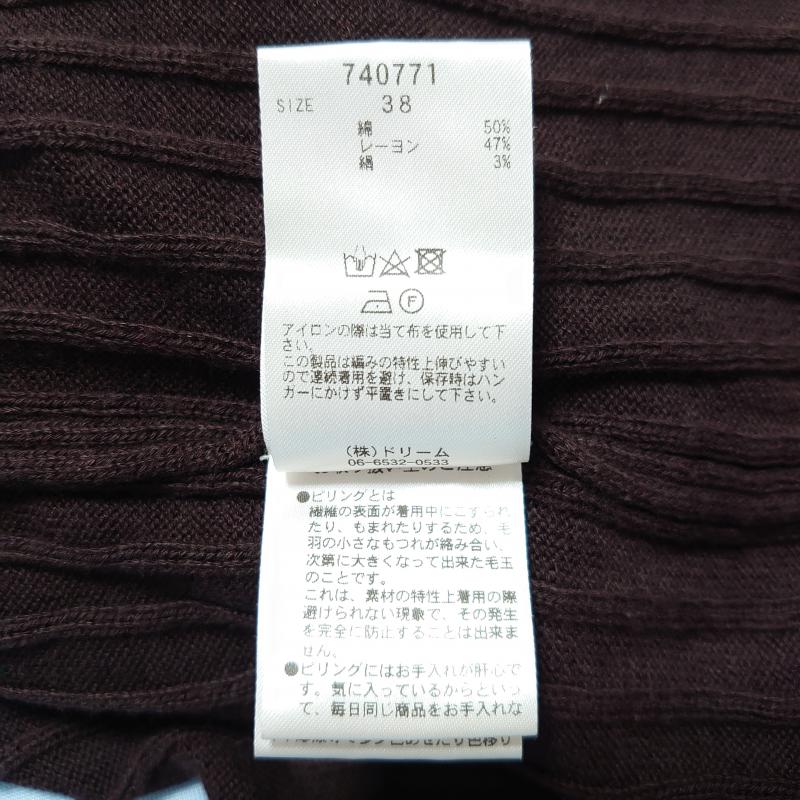 740771
SIZE 38
綿 50%
レーヨン 47%
絹 3%
F
アイロンの際は当て布を使用して下
さい。
この製品は編みの特性上伸びやすい
ので連続着用を避け、保存時はハン
ガーにかけず平置きにして下さい。
(株)ドリーム
06-6532-0533
●ピリングとは
繊維の表面が着用中にこすられ
たり、もまれたりするため、毛
羽の小さなもつれが絡み合い、
次第に大きくなって出来た毛玉
のことです。
これは、素材の特性上着用の際
避けられない現象で、その発生
を完全に防止することは出来ま
せん。
●ピリングにはお手入れが肝心で
す。気に入っているからといっ
て、毎日同じ商品をお手入れな